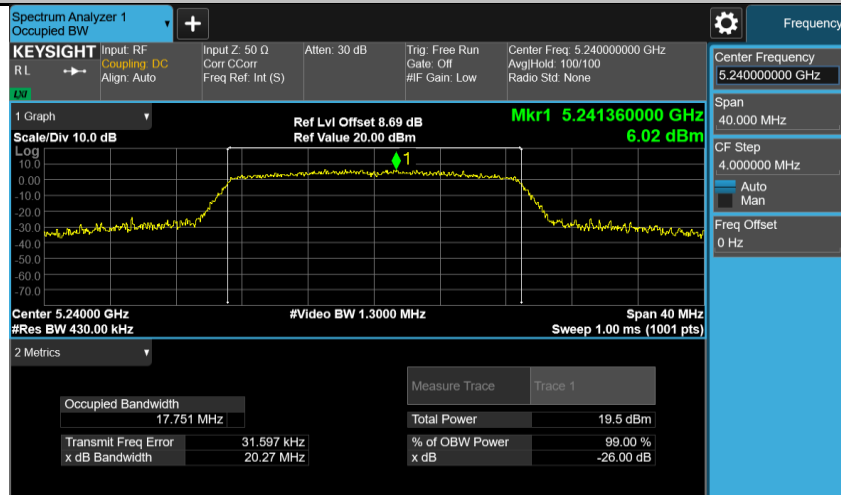 Spectrum Analyzer 1
Occupied BW
+
Frequency
KEYSIGHT Input: RF Input Z: 50 Ω Atten: 30 dB Trig: Free Run Center Freq: 5.240000000 GHz
R L Coupling: DC Corr CCorr Gate: Off Avg|Hold: 100/100
Align: Auto Freq Ref: Int (S) #IF Gain: Low Radio Std: None
LXI
Center Frequency
5.240000000 GHz
Span
40.000 MHz
CF Step
4.000000 MHz
Auto
Man
Freq Offset
0 Hz
1 Graph
Scale/Div 10.0 dB
Ref Lvl Offset 8.69 dB
Ref Value 20.00 dBm
Mkr1 5.241360000 GHz
6.02 dBm
Log
1
10.0
0.00
-10.0
-20.0
-30.0
-40.0
-50.0
-60.0
-70.0
Center 5.24000 GHz #Video BW 1.3000 MHz Span 40 MHz
#Res BW 430.00 kHz Sweep 1.00 ms (1001 pts)
2 Metrics
Measure Trace Trace 1
Occupied Bandwidth
17.751 MHz
Total Power 19.5 dBm
Transmit Freq Error 31.597 kHz % of OBW Power 99.00 %
x dB Bandwidth 20.27 MHz x dB -26.00 dB